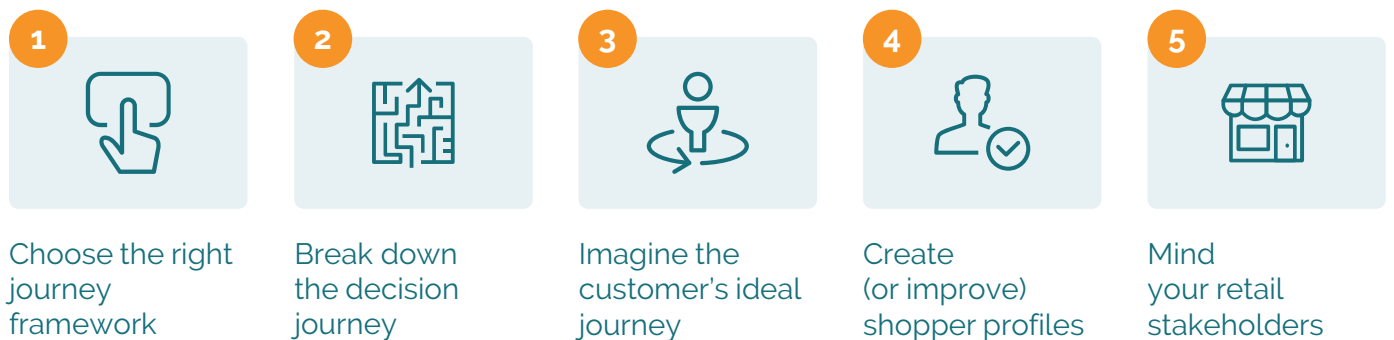 1
Choose the right
journey
framework
2
Break down
the decision
journey
3
Imagine the
customer's ideal
journey
4
Create
(or improve)
shopper profiles
5
Mind
your retail
stakeholders